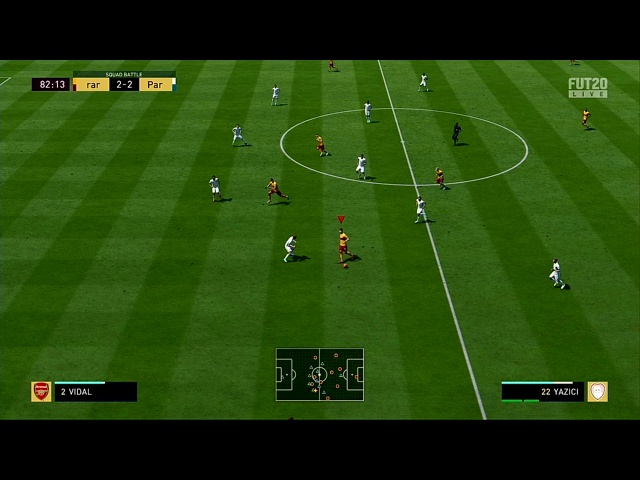 SQUAD BATTLE
82:13 rar 2-2 Par
FUT20
LIVE
2 VIDAL
22 YAZICI